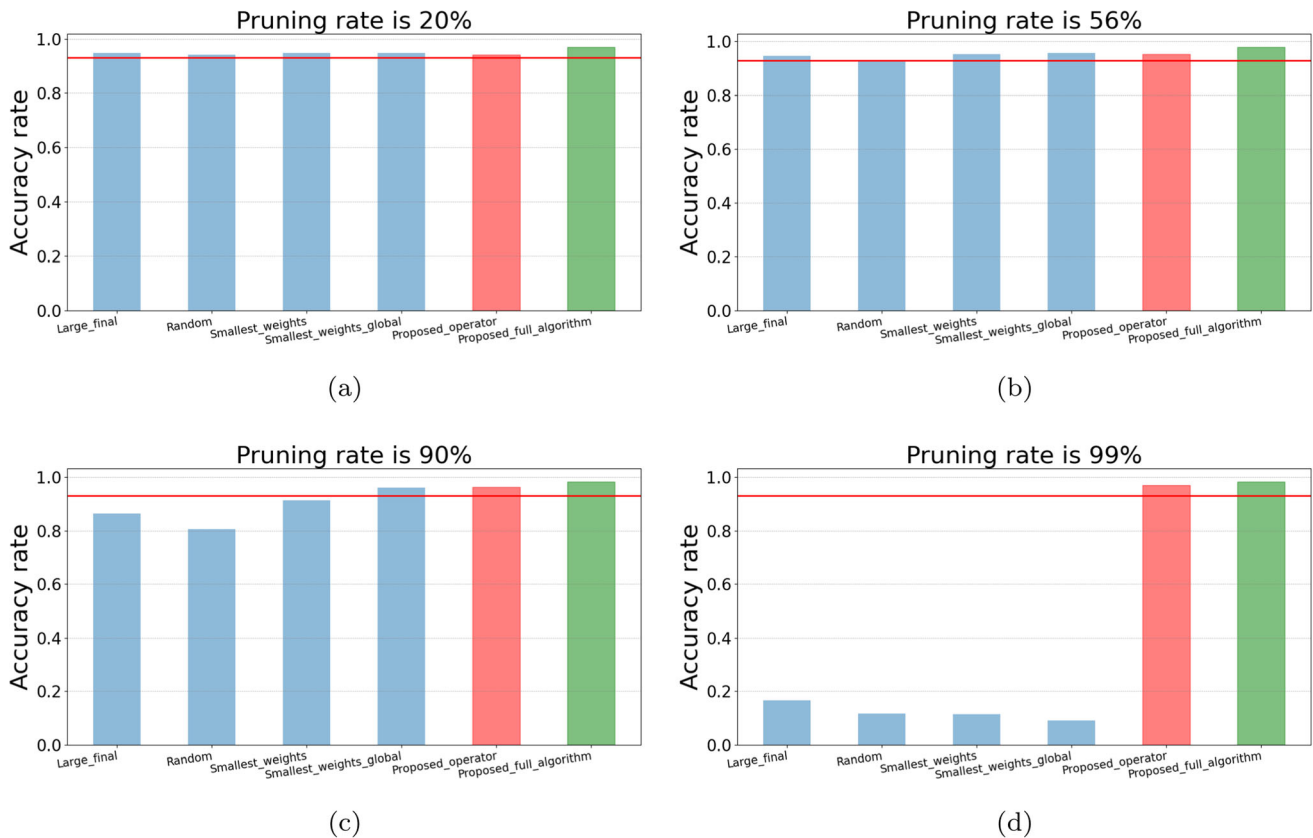 Pruning rate is 20%
Accuracy rate
1.0
0.8
0.6
0.4
0.2
0.0
Large_final
Random
Smallest_weights
Smallest_weights_global
Proposed_operator
Proposed_full_algorithm
(a)
Pruning rate is 56%
Accuracy rate
1.0
0.8
0.6
0.4
0.2
0.0
Large_final
Random
Smallest_weights
Smallest_weights_global
Proposed_operator
Proposed_full_algorithm
(b)
Pruning rate is 90%
Accuracy rate
1.0
0.8
0.6
0.4
0.2
0.0
Large_final
Random
Smallest_weights
Smallest_weights_global
Proposed_operator
Proposed_full_algorithm
(c)
Pruning rate is 99%
Accuracy rate
1.0
0.8
0.6
0.4
0.2
0.0
Large_final
Random
Smallest_weights
Smallest_weights_global
Proposed_operator
Proposed_full_algorithm
(d)